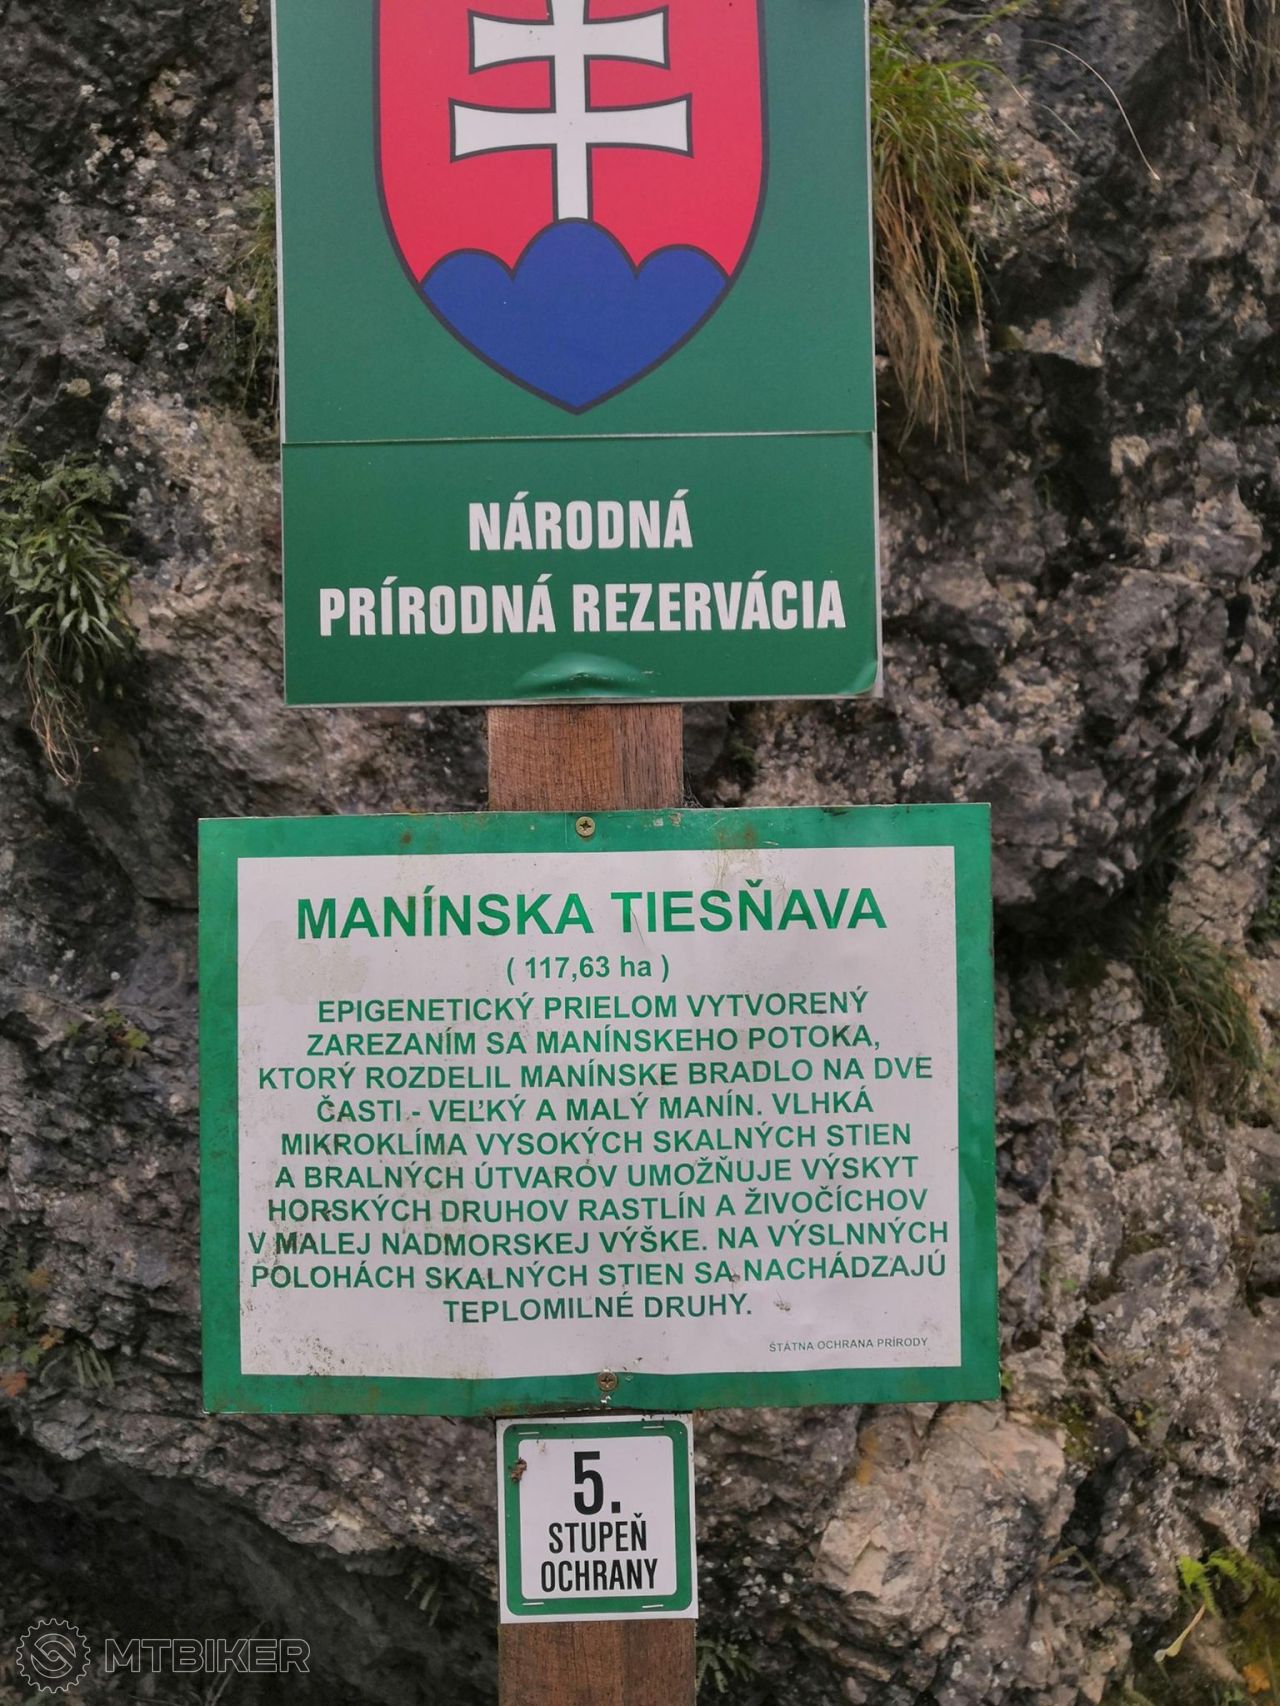 NÁRODNÁ
PRÍRODNÁ REZERVÁCIA
MANÍNSKA TIESŇAVA
( 117,63 ha )
EPIGENETICKÝ PRIELOM VYTVORENÝ
ZAREZANÍM SA MANÍNSKEHO POTOKA,
KTORÝ ROZDELIL MANÍNSKE BRADLO NA DVE
ČASTI - VEĽKÝ A MALÝ MANÍN. VLHKÁ
MIKROKLÍMA VYSOKÝCH SKALNÝCH STIEN
A BRALNÝCH ÚTVAROV UMOŽŇUJE VÝSKYT
HORSKÝCH DRUHOV RASTLÍN A ŽIVOČÍCHOV
V MALEJ NADMORSKEJ VÝŠKE. NA VÝSLNNÝCH
POLOHÁCH SKALNÝCH STIEN SA NACHÁDZAJÚ
TEPLOMILNÉ DRUHY.
ŠTÁTNA OCHRANA PRÍRODY
5.
STUPEŇ
OCHRANY
MTBIKER